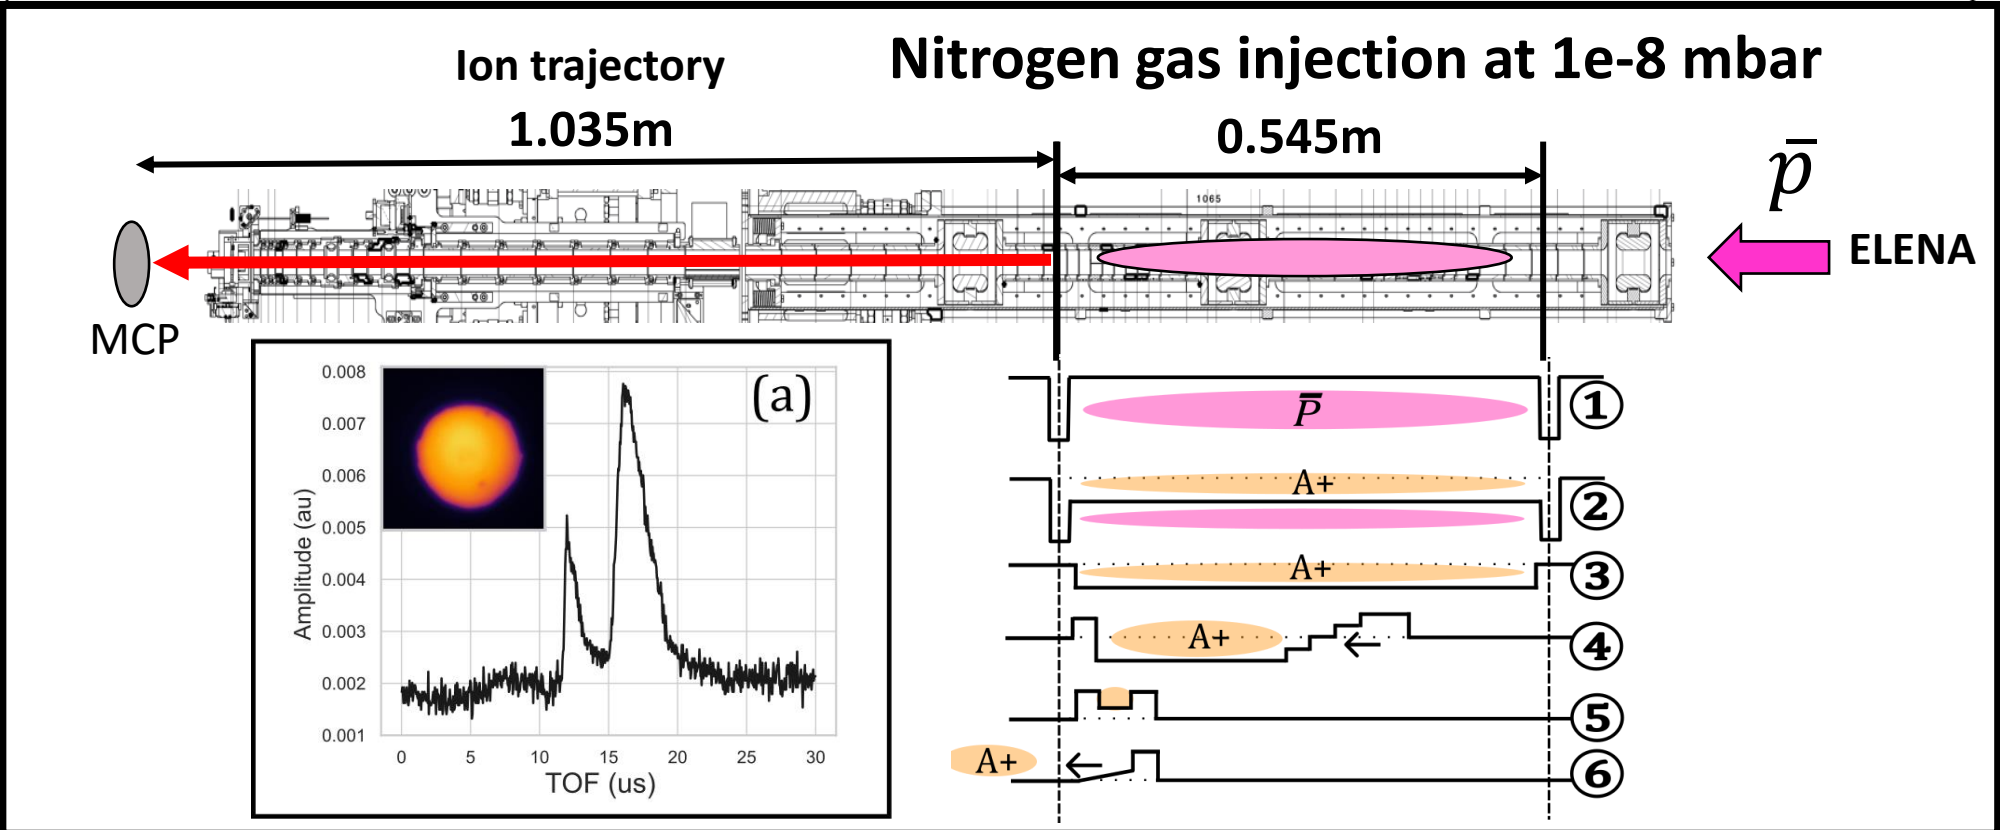 Ion trajectory
Nitrogen gas injection at 1e-8 mbar
1.035m
0.545m
p̄
ELENA
1065
MCP
(a)
0.008
0.007
0.006
0.005
0.004
0.003
0.002
0.001
Amplitude (au)
0 5 10 15 20 25 30
TOF (us)
P̄
①
A+
②
A+
③
A+
④
⑤
A+
⑥